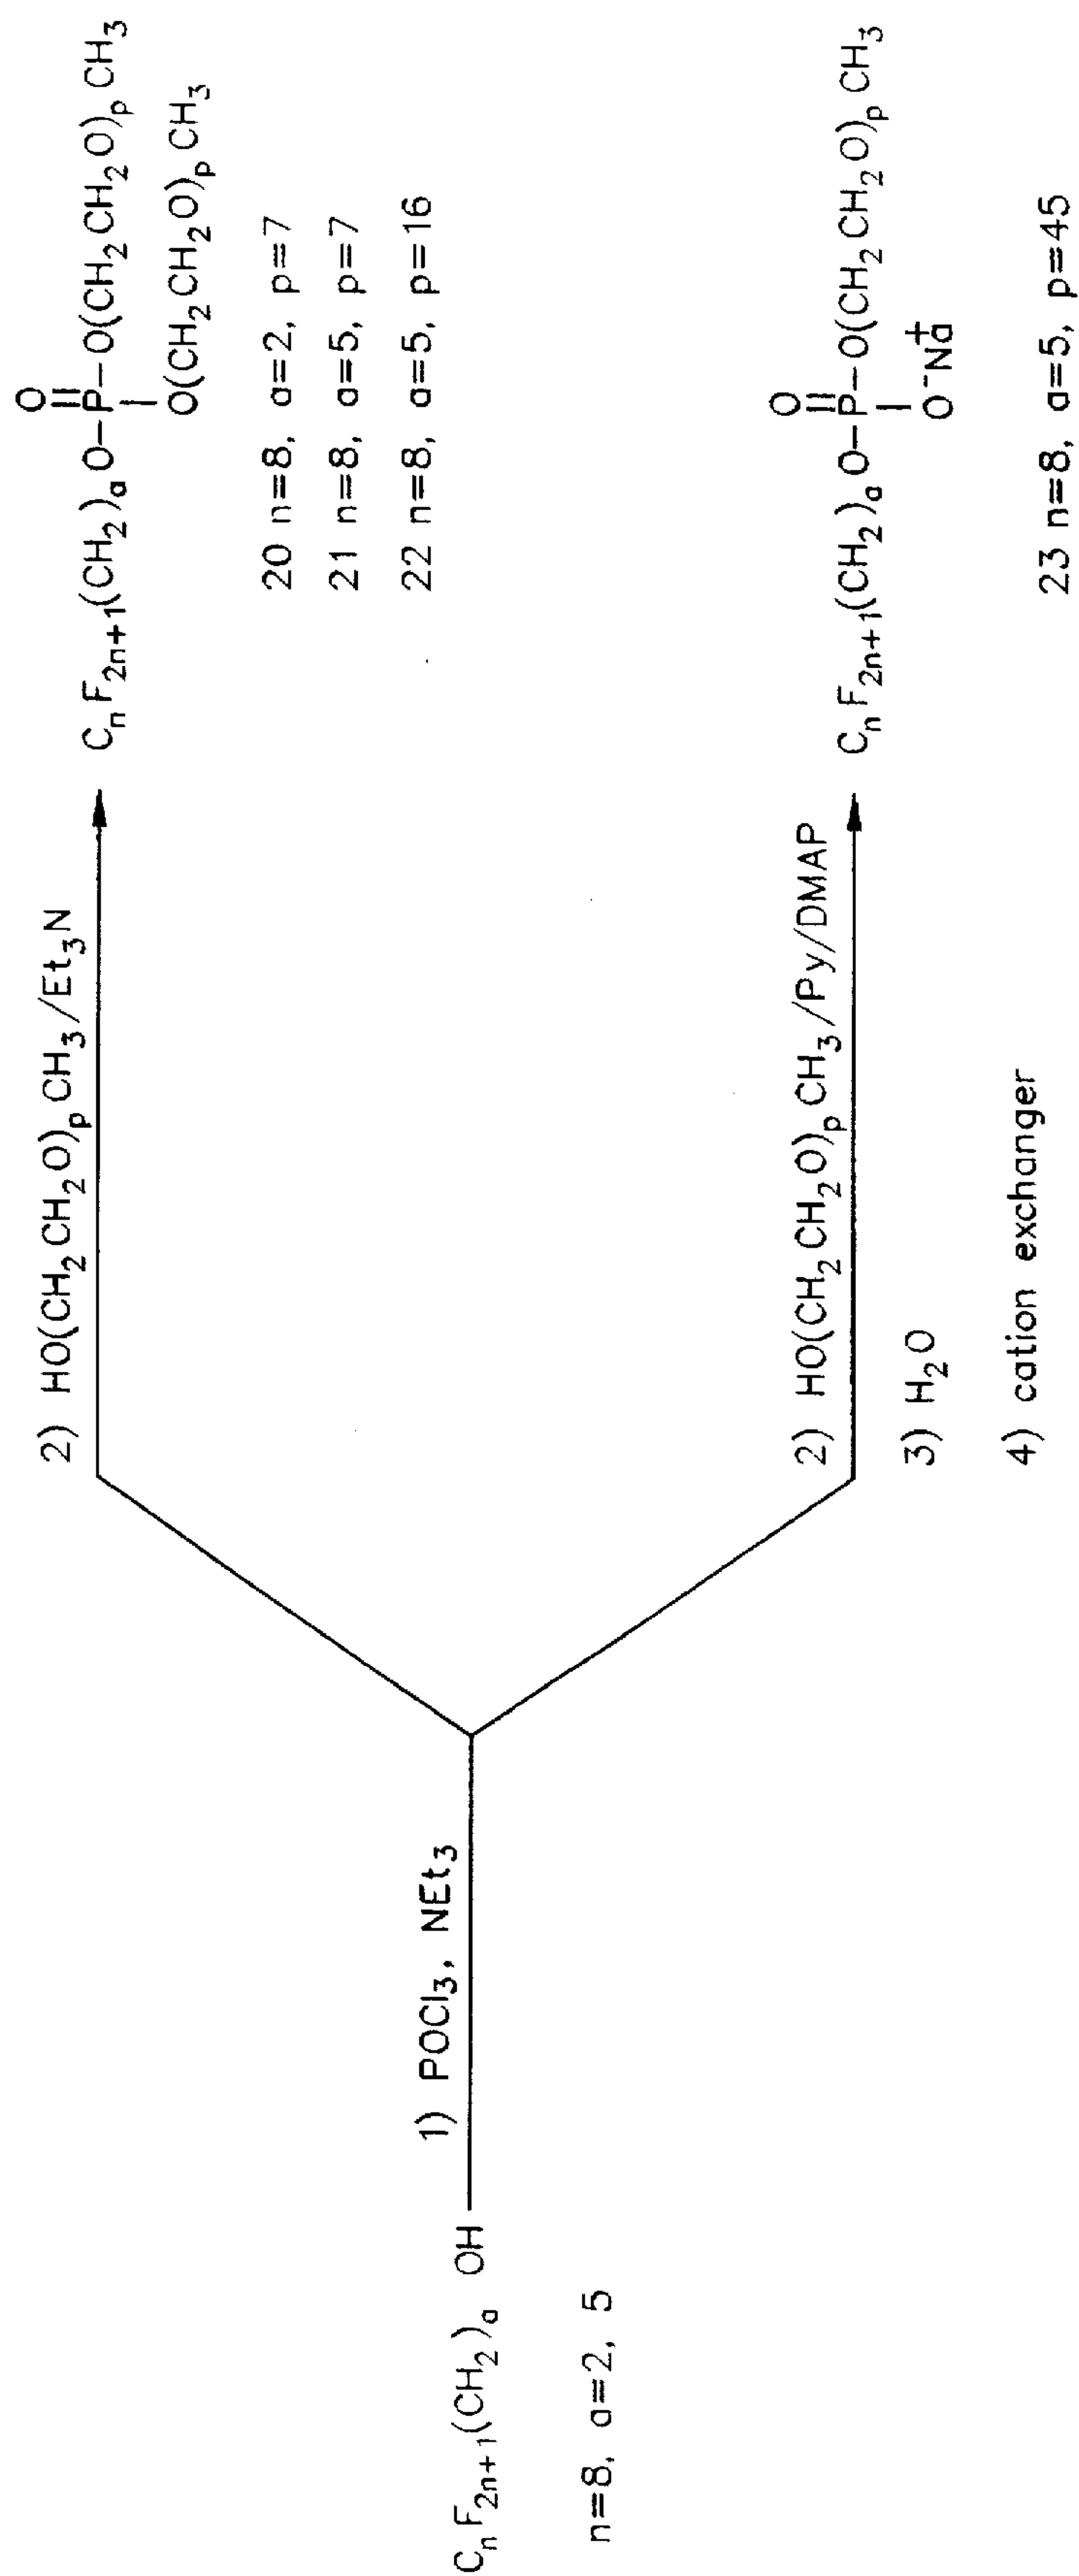 CₙF₂ₙ₊₁(CH₂)ₐ OH
n=8, a=2, 5
1) POCl₃, NEt₃
2) HO(CH₂CH₂O)ₚCH₃/Et₃N
O
CₙF₂ₙ₊₁(CH₂)ₐO–P–O(CH₂CH₂O)ₚCH₃
O(CH₂CH₂O)ₚCH₃
20 n=8, a=2, p=7
21 n=8, a=5, p=7
22 n=8, a=5, p=16
2) HO(CH₂CH₂O)ₚCH₃/Py/DMAP
3) H₂O
4) cation exchanger
O
CₙF₂ₙ₊₁(CH₂)ₐO–P–O(CH₂CH₂O)ₚCH₃
O⁻Na⁺
23 n=8, a=5, p=45